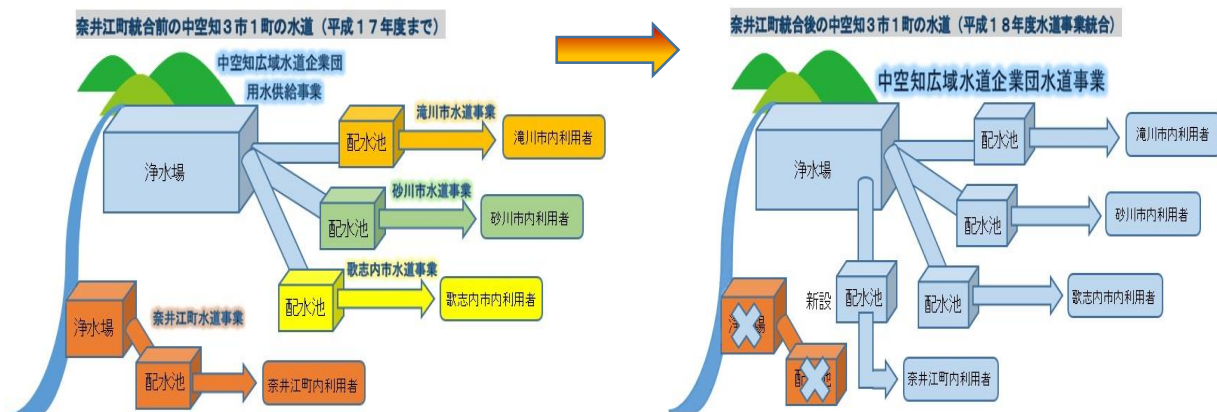 奈井江町統合前の中空知３市１町の水道（平成１７年度まで）
中空知広域水道企業団
用水供給事業
浄水場
滝川市水道事業
配水池
滝川市内利用者
砂川市水道事業
配水池
砂川市内利用者
歌志内市水道事業
配水池
歌志内市内利用者
浄水場
奈井江町水道事業
配水池
奈井江町内利用者
奈井江町統合後の中空知３市１町の水道（平成１８年度水道事業統合）
中空知広域水道企業団水道事業
浄水場
配水池
滝川市内利用者
配水池
砂川市内利用者
配水池
歌志内市内利用者
新設
配水池
浄水場
配水池
奈井江町内利用者